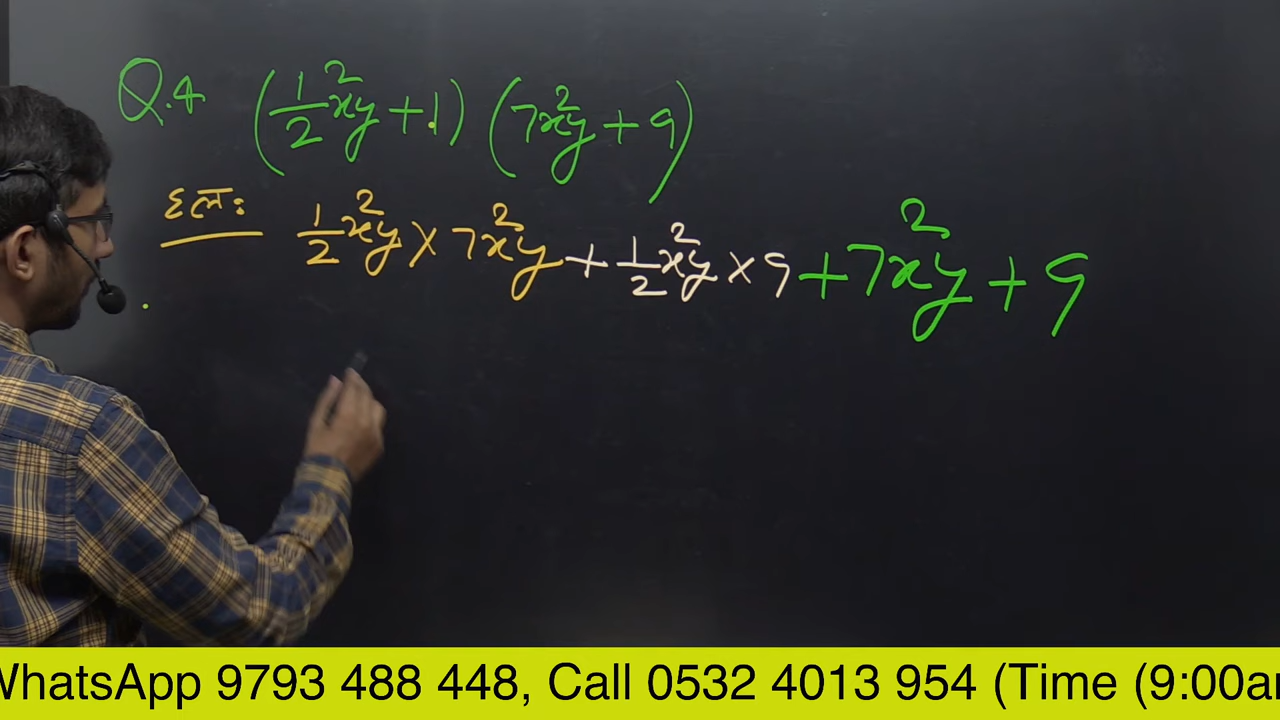 Q.4 (1/2 x²y + 1) (7x²y + 9)
हलः 1/2 x²y × 7x²y + 1/2 x²y × 9 + 7x²y + 9
WhatsApp 9793 488 448, Call 0532 4013 954 (Time (9:00a